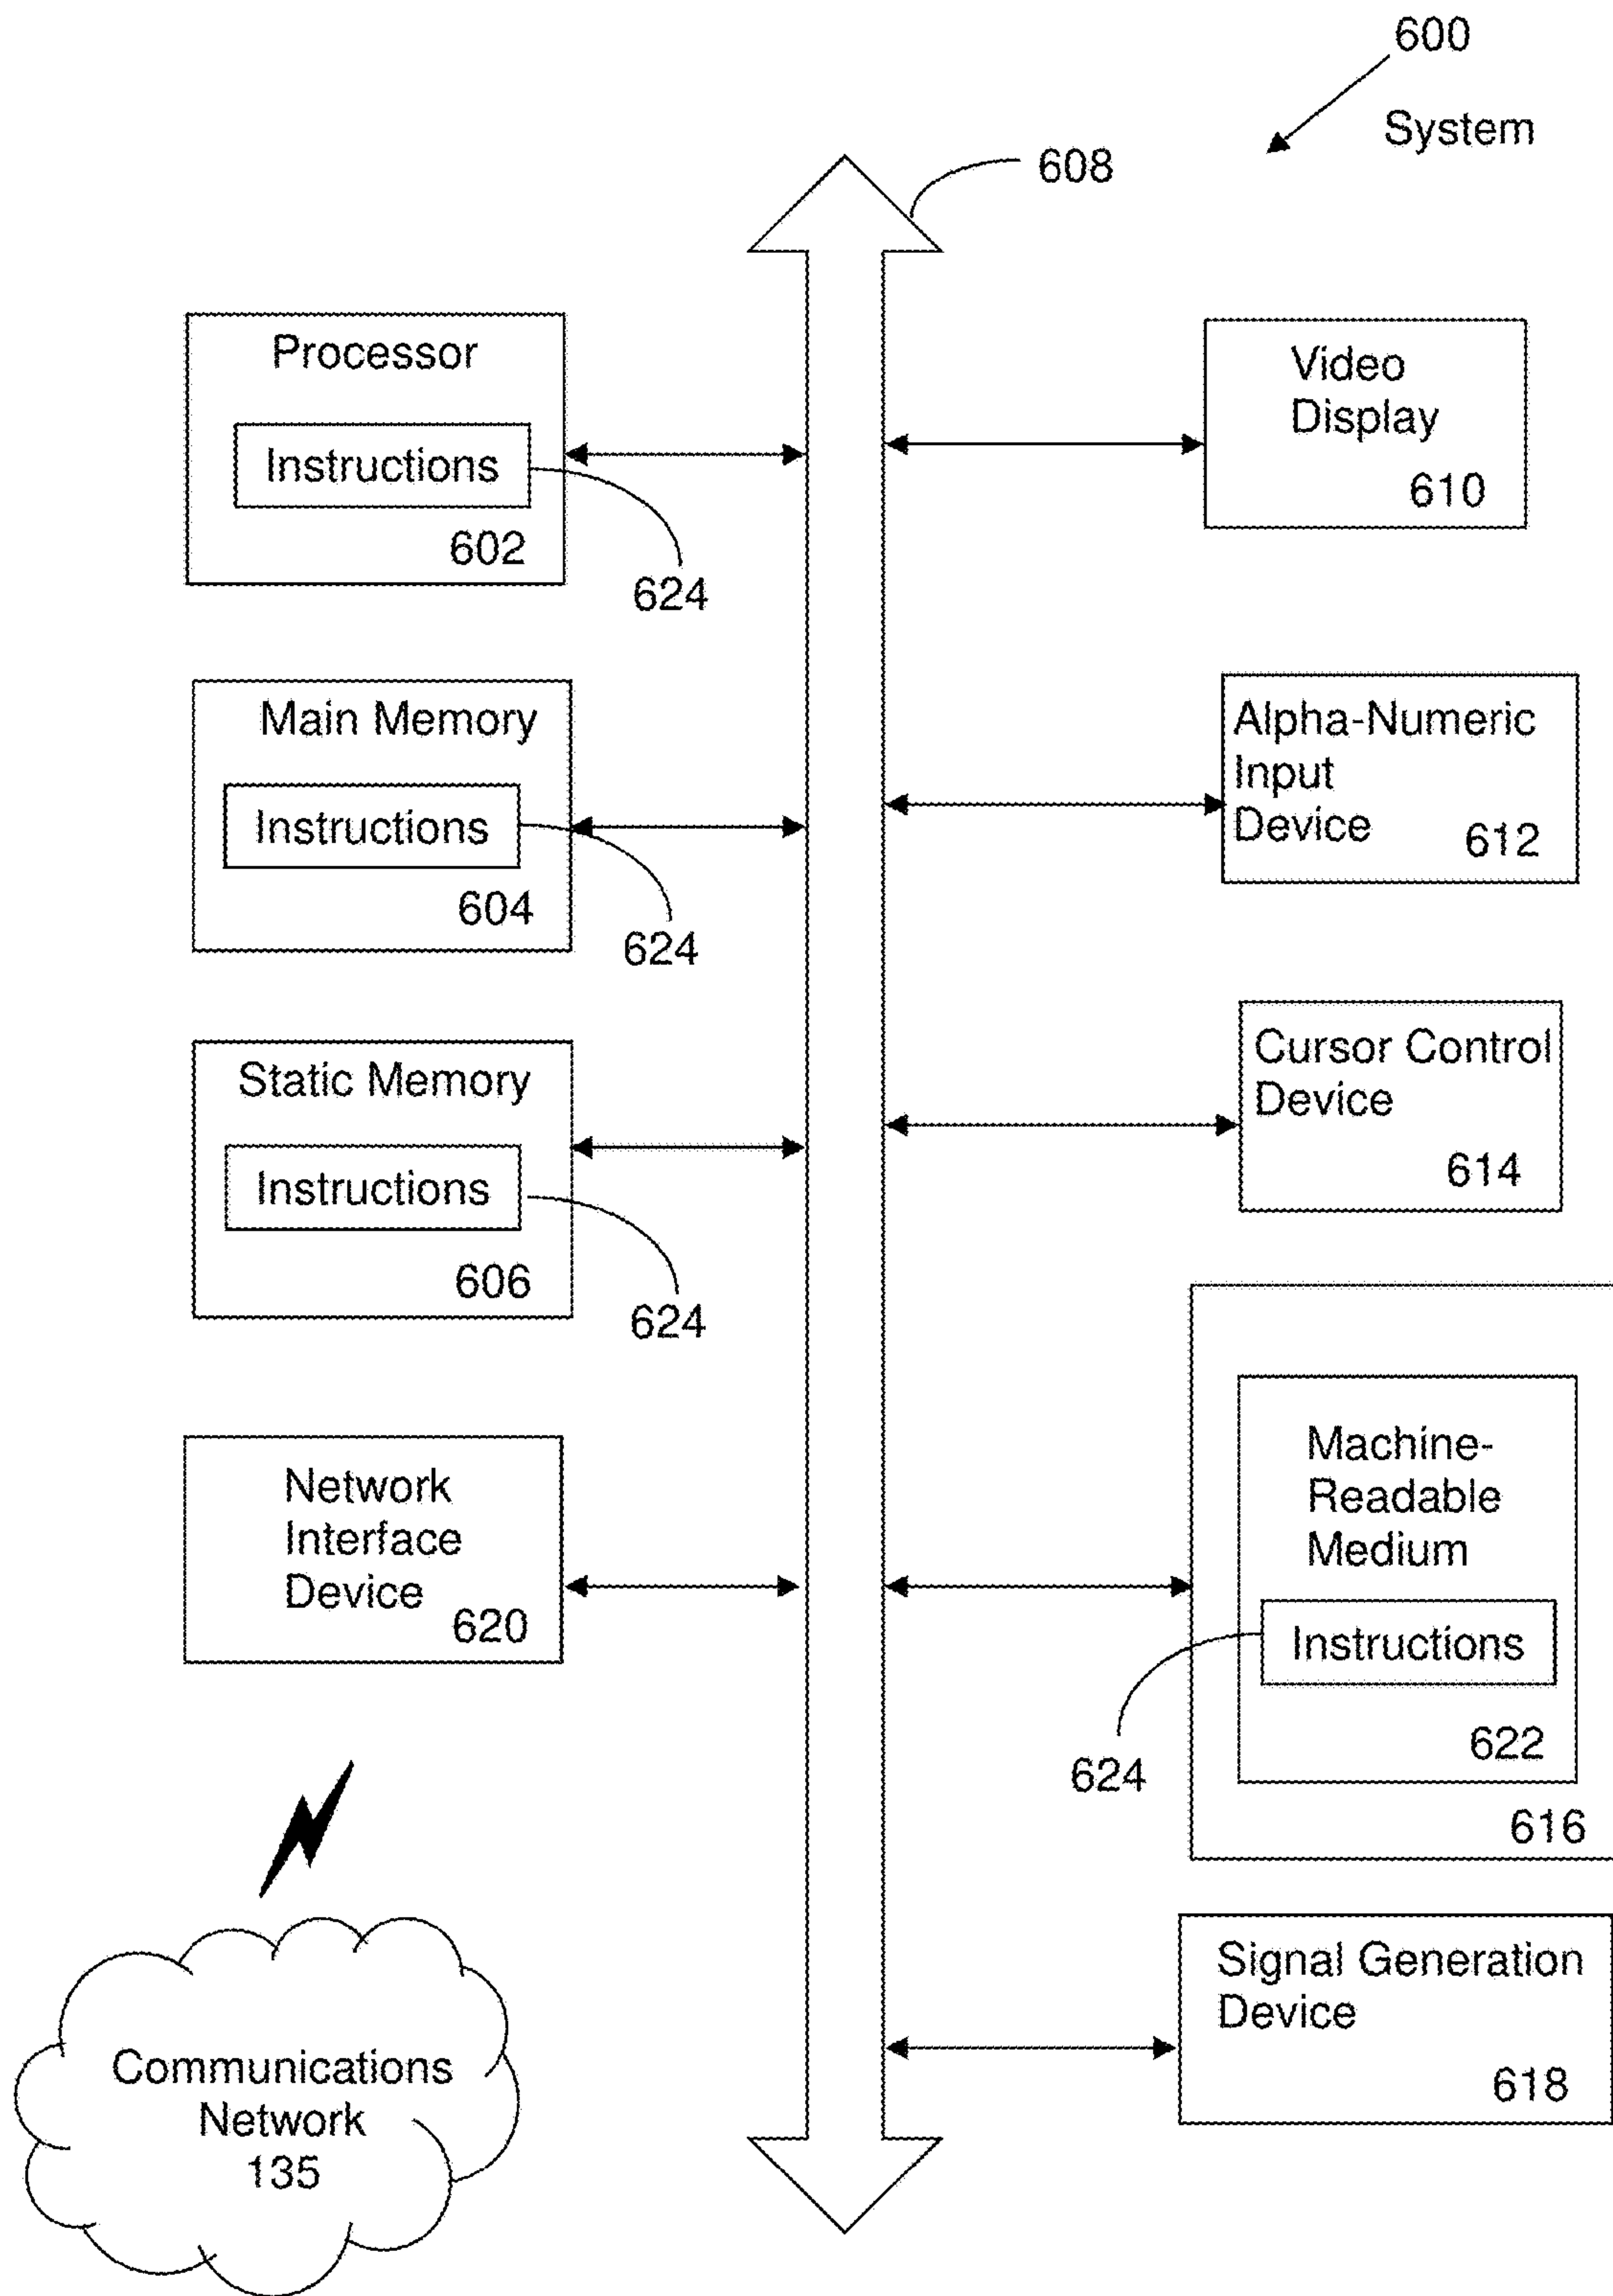 600
System
608
Processor
Instructions
602
624
Video
Display
610
Main Memory
Instructions
604
624
Alpha-Numeric
Input
Device
612
Static Memory
Instructions
606
624
Cursor Control
Device
614
Network
Interface
Device
620
Machine-
Readable
Medium
Instructions
622
624
616
Signal Generation
Device
618
Communications
Network
135